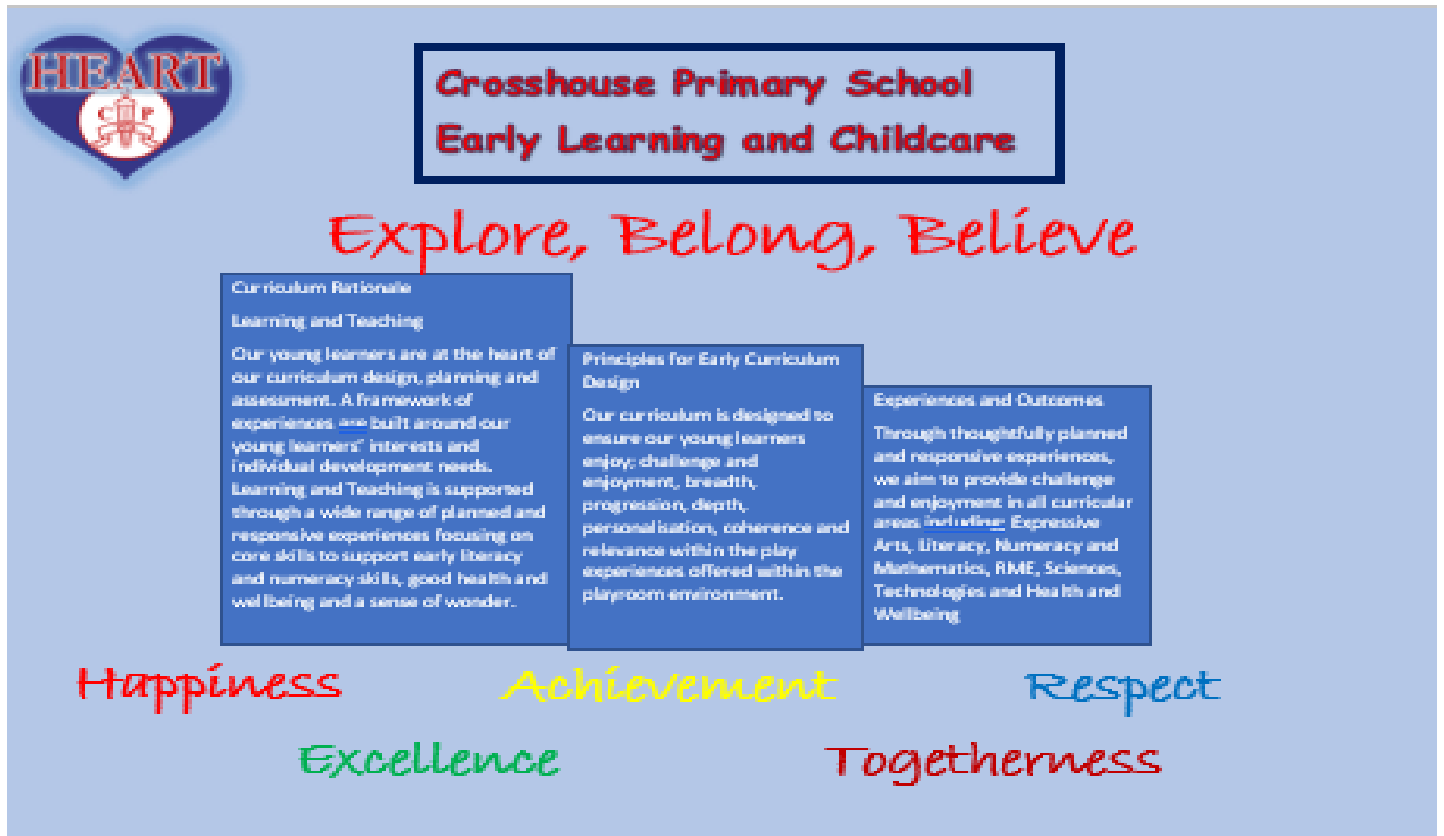 HEART
C P
Crosshouse Primary School
Early Learning and Childcare
Explore, Belong, Believe
Curriculum Rationale
Learning and Teaching
Our young learners are at the heart of
our curriculum design, planning and
assessment. A framework of
experiences are built around our
young learners' interests and
individual development needs.
Learning and Teaching is supported
through a wide range of planned and
responsive experiences focusing on
core skills to support early literacy
and numeracy skills, good health and
wellbeing and a sense of wonder.
Principles for Early Curriculum
Design
Our curriculum is designed to
ensure our young learners
enjoy; challenge and
enjoyment, breadth,
progression, depth,
personalisation, coherence and
relevance within the play
experiences offered within the
playroom environment.
Experiences and Outcomes
Through thoughtfully planned
and responsive experiences,
we aim to provide challenge
and enjoyment in all curricular
areas including; Expressive
Arts, Literacy, Numeracy and
Mathematics, RME, Sciences,
Technologies and Health and
Wellbeing
Happiness
Achievement
Respect
Excellence
Togetherness